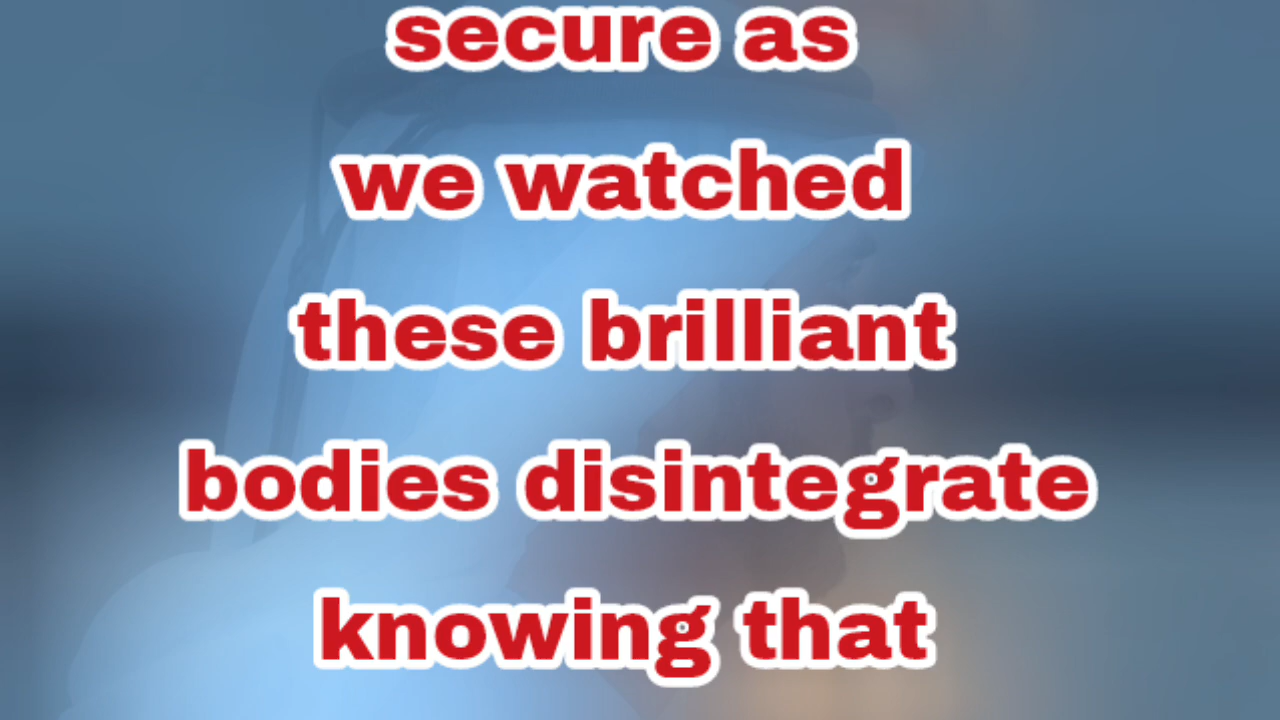 secure as
we watched
these brilliant
bodies disintegrate
knowing that